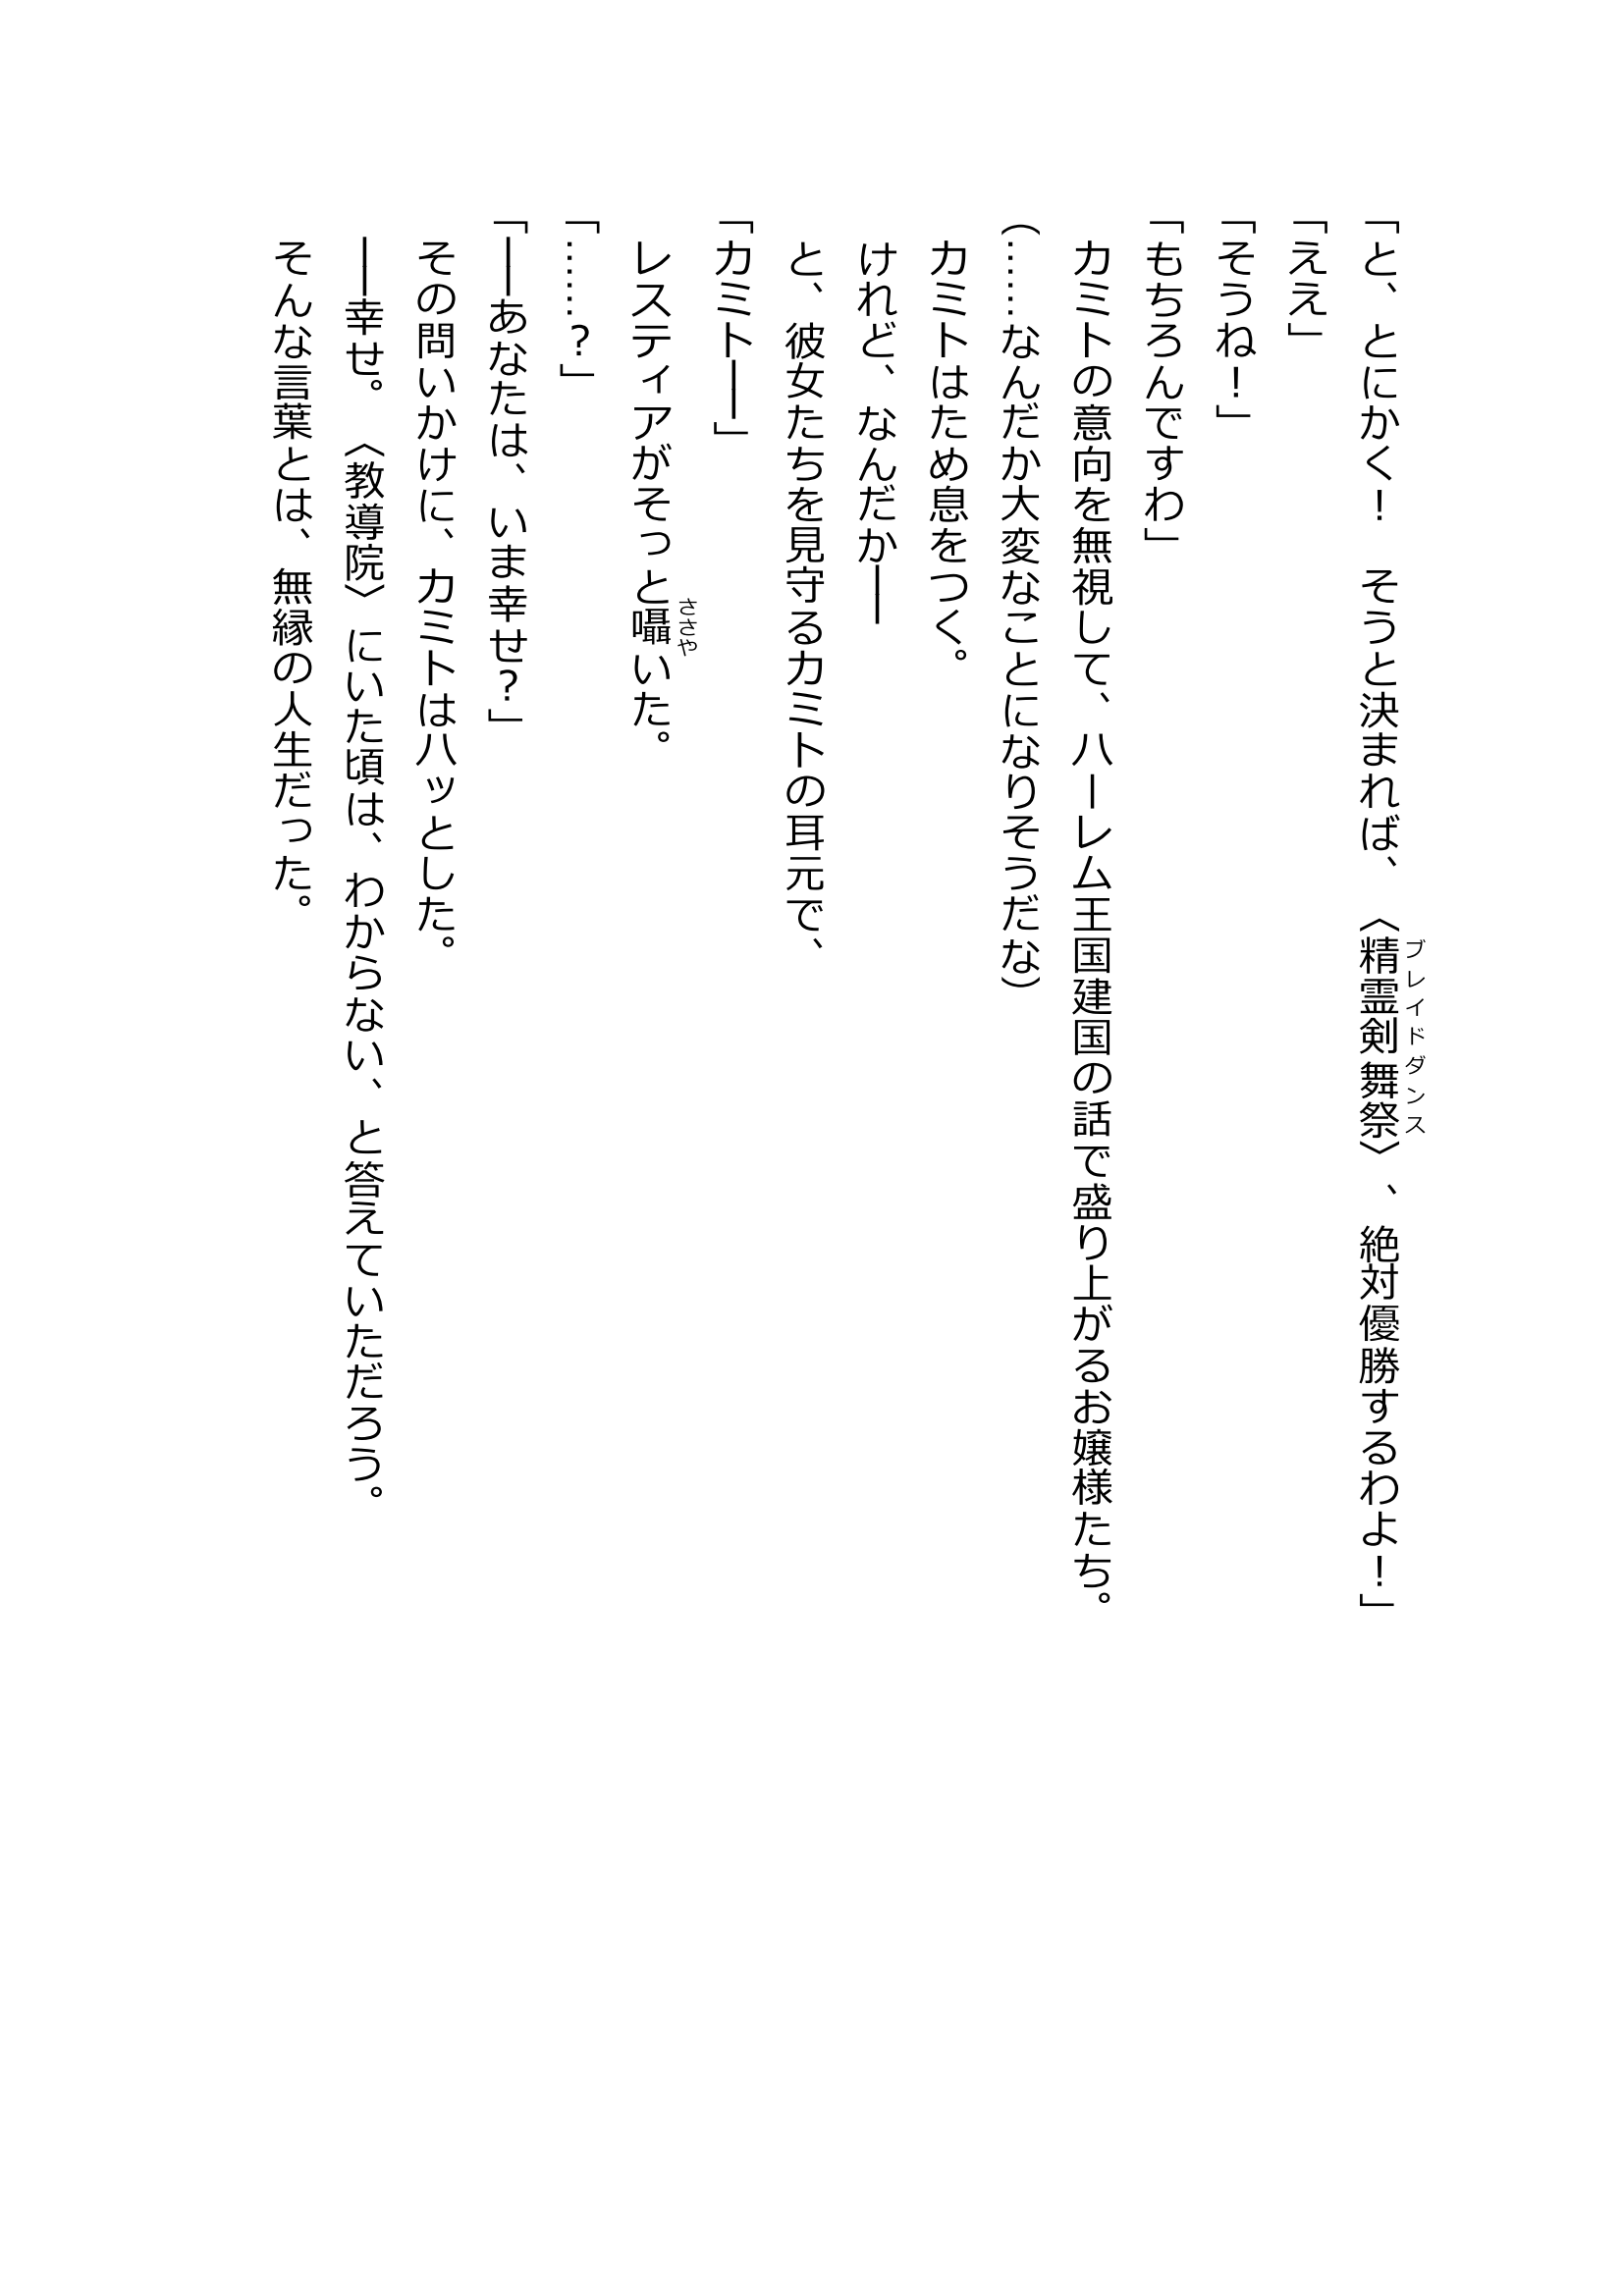 「と、とにかく！　そうと決まれば、〈精霊剣舞祭〉、絶対優勝するわよ！」
ブレイドダンス
「ええ」
「そうね！」
「もちろんですわ」
カミトの意向を無視して、ハーレム王国建国の話で盛り上がるお嬢様たち。
（……なんだか大変なことになりそうだな）
カミトはため息をつく。
けれど、なんだか――
と、彼女たちを見守るカミトの耳元で、
「カミト――」
レスティアがそっと囁いた。
ささや
「……？」
「――あなたは、いま幸せ？」
その問いかけに、カミトはハッとした。
――幸せ。〈教導院〉にいた頃は、わからない、と答えていただろう。
そんな言葉とは、無縁の人生だった。